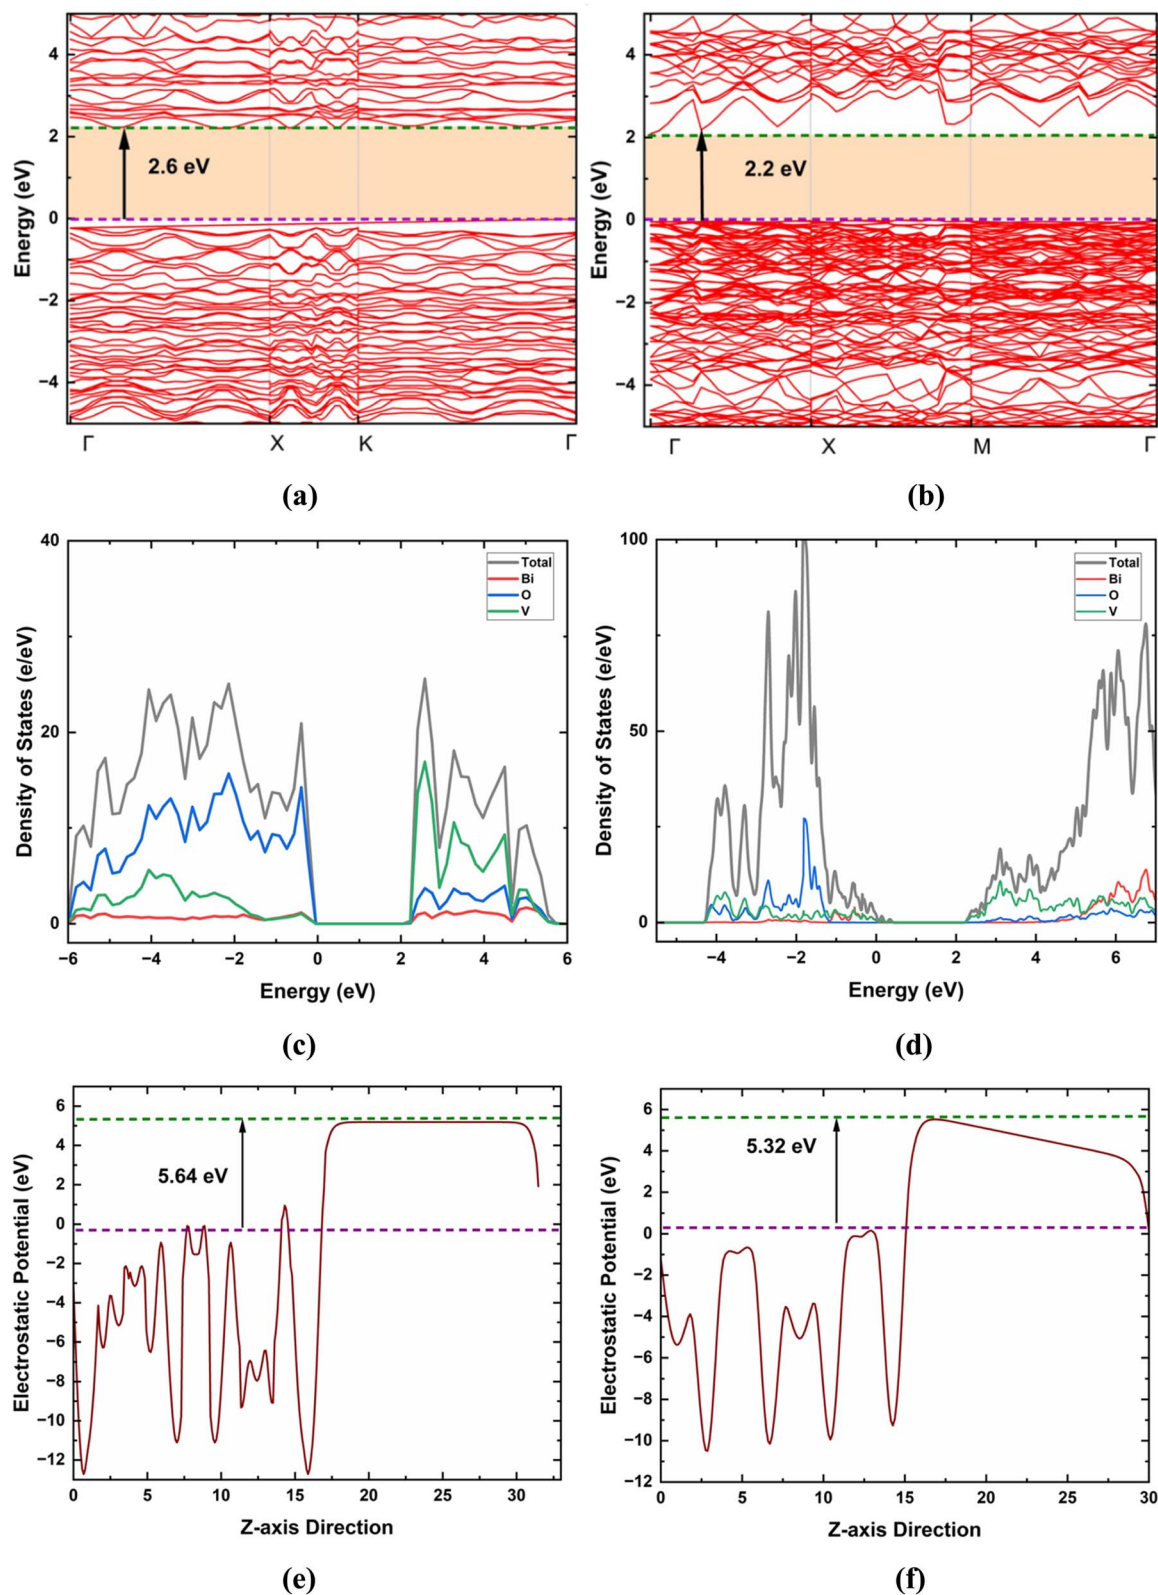 4
2
0
−2
−4
Energy (eV)
2.6 eV
Γ
X
K
Γ
(a)
4
2
0
−2
−4
Energy (eV)
2.2 eV
Γ
X
M
Γ
(b)
40
20
0
Density of States (e/eV)
Total
Bi
O
V
−6
−4
−2
0
2
4
6
Energy (eV)
(c)
100
50
0
Density of States (e/eV)
Total
Bi
O
V
−4
−2
0
2
4
6
Energy (eV)
(d)
6
4
2
0
−2
−4
−6
−8
−10
−12
Electrostatic Potential (eV)
5.64 eV
0
5
10
15
20
25
30
Z-axis Direction
(e)
6
4
2
0
−2
−4
−6
−8
−10
−12
Electrostatic Potential (eV)
5.32 eV
0
5
10
15
20
25
30
Z-axis Direction
(f)